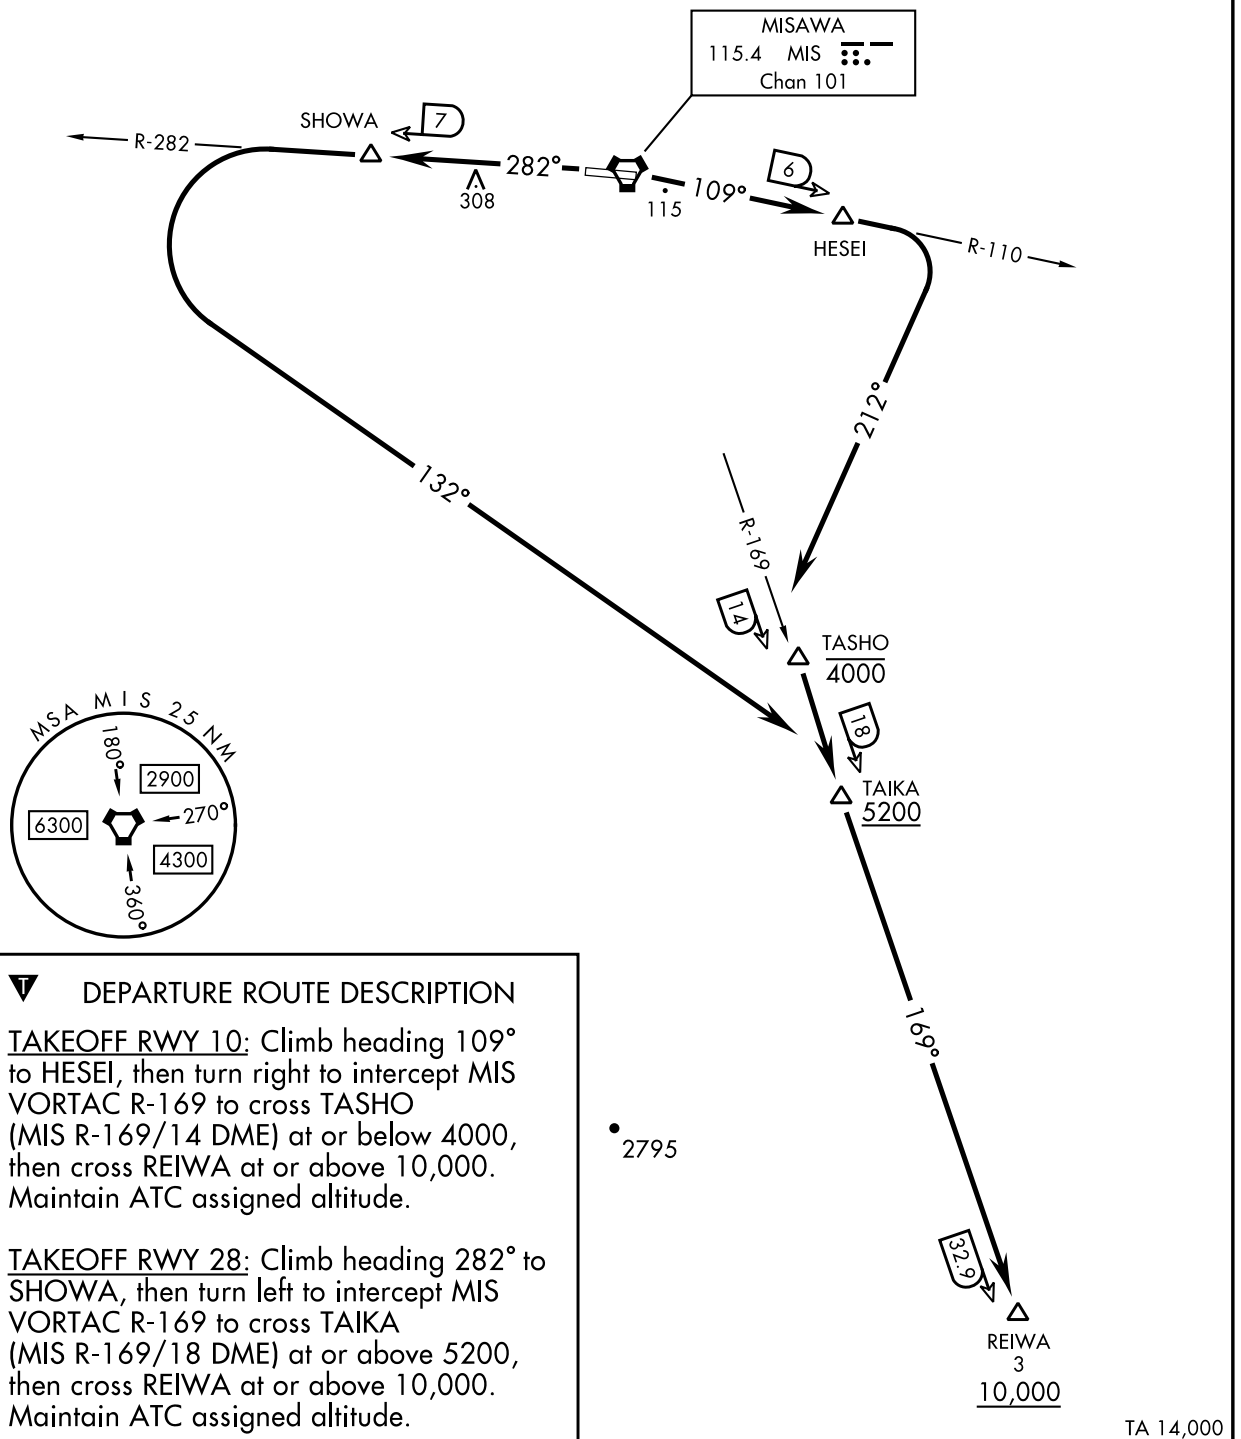 MISAWA
115.4 MIS
Chan 101
SHOWA
7
R-282
282°
308
115
109°
6
HESEI
R-110
212°
132°
R-169
14
TASHO
4000
18
TAIKA
5200
MSA MIS 25 NM
180°
2900
270°
6300
4300
360°
169°
2795
32.9
REIWA
3
10,000
TA 14,000
T DEPARTURE ROUTE DESCRIPTION
TAKEOFF RWY 10: Climb heading 109°
to HESEI, then turn right to intercept MIS
VORTAC R-169 to cross TASHO
(MIS R-169/14 DME) at or below 4000,
then cross REIWA at or above 10,000.
Maintain ATC assigned altitude.
TAKEOFF RWY 28: Climb heading 282° to
SHOWA, then turn left to intercept MIS
VORTAC R-169 to cross TAIKA
(MIS R-169/18 DME) at or above 5200,
then cross REIWA at or above 10,000.
Maintain ATC assigned altitude.